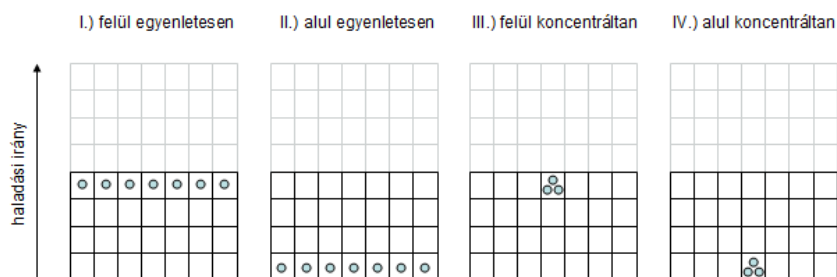 I.) felül egyenletesen
II.) alul egyenletesen
III.) felül koncentráltan
IV.) alul koncentráltan
haladási irány